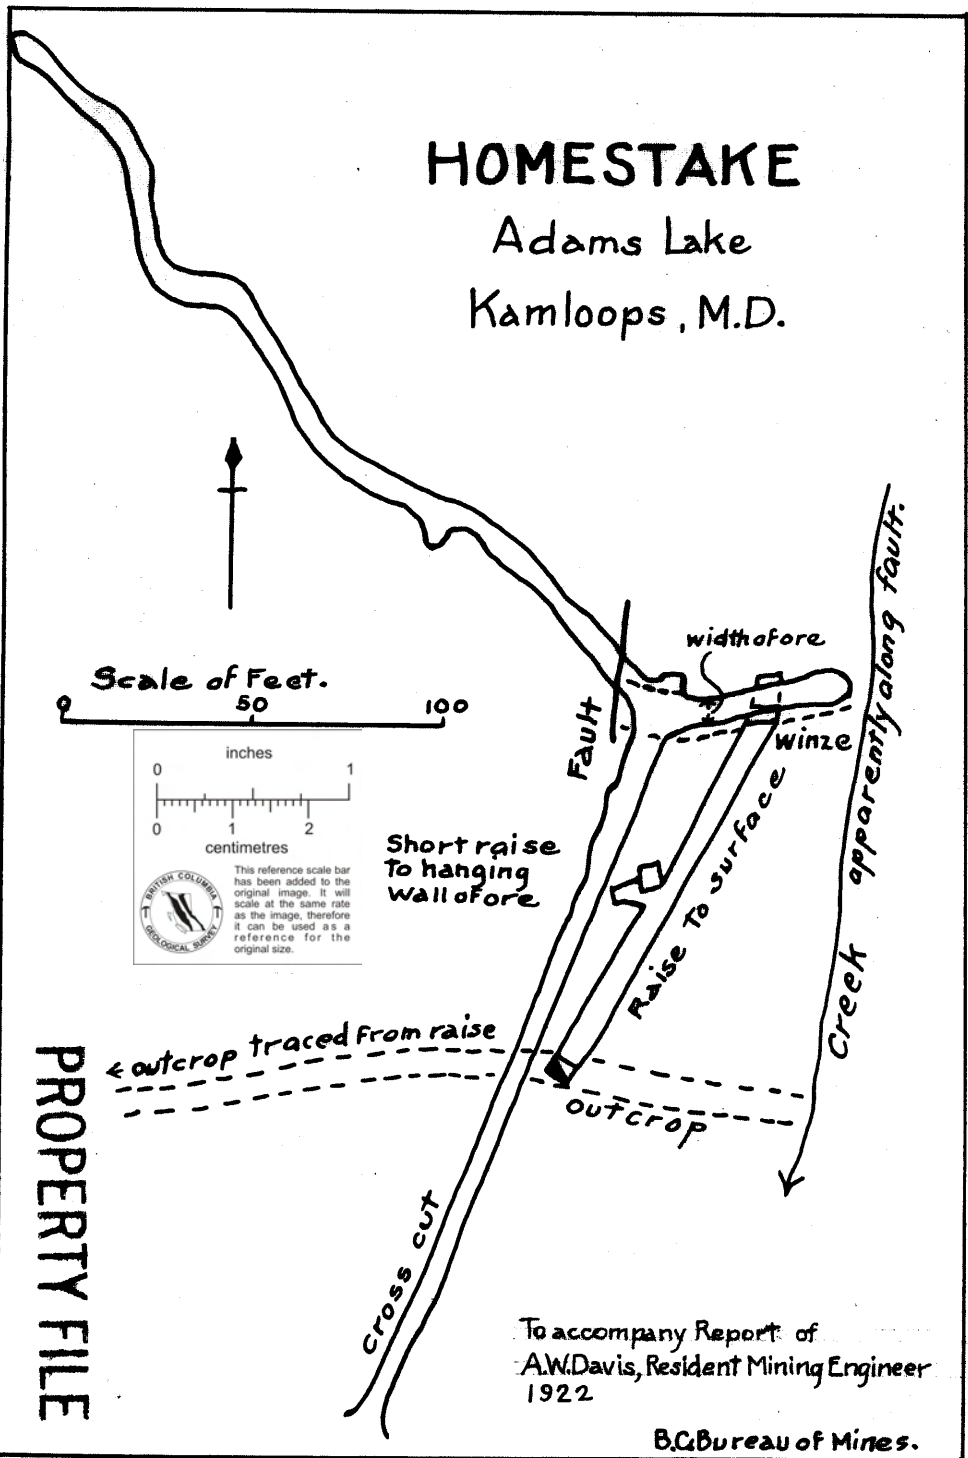 HOMESTAKE
Adams Lake
Kamloops, M.D.
Scale of Feet.
0 50 100
inches
0 1
0 1 2
centimetres
BRITISH COLUMBIA
GEOLOGICAL SURVEY
This reference scale bar
has been added to the
original image. It will
scale at the same rate
as the image, therefore
it can be used as a
reference for the
original size.
width of ore
Fault
winze
Creek apparently along fault.
Short raise
to hanging
wall of ore
Raise to surface
outcrop traced from raise
outcrop
cross cut
PROPERTY FILE
To accompany Report of
A.W.Davis, Resident Mining Engineer
1922
B.C. Bureau of Mines.